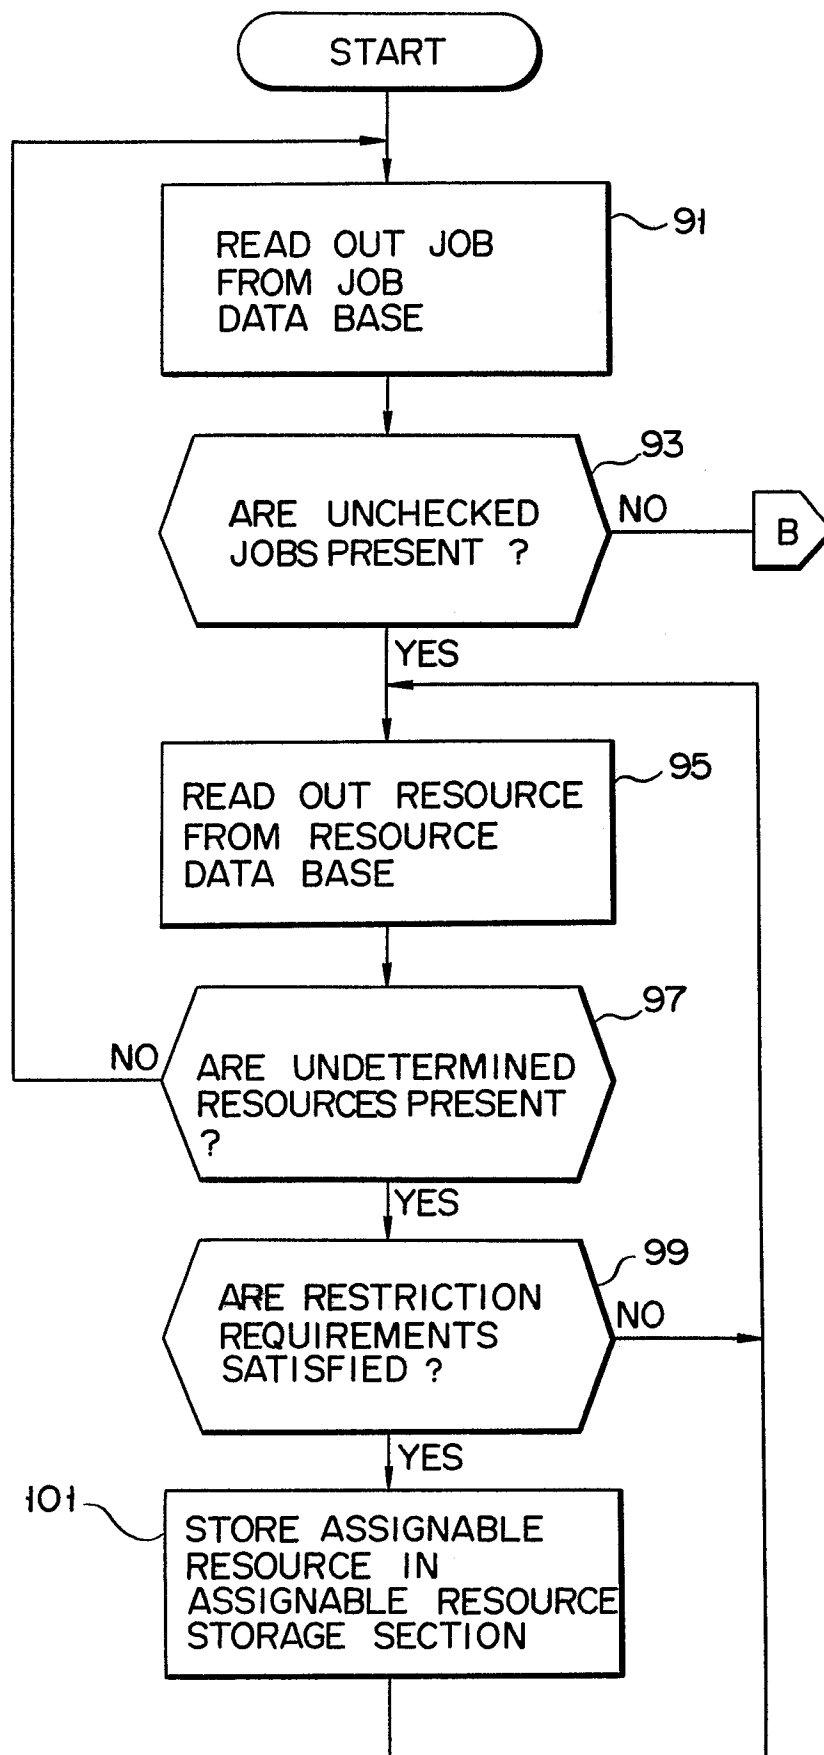 START
91
READ OUT JOB
FROM JOB
DATA BASE
93
ARE UNCHECKED
JOBS PRESENT ?
NO
B
YES
95
READ OUT RESOURCE
FROM RESOURCE
DATA BASE
97
NO
ARE UNDETERMINED
RESOURCES PRESENT
?
YES
99
ARE RESTRICTION
REQUIREMENTS
SATISFIED ?
NO
YES
101
STORE ASSIGNABLE
RESOURCE IN
ASSIGNABLE RESOURCE
STORAGE SECTION